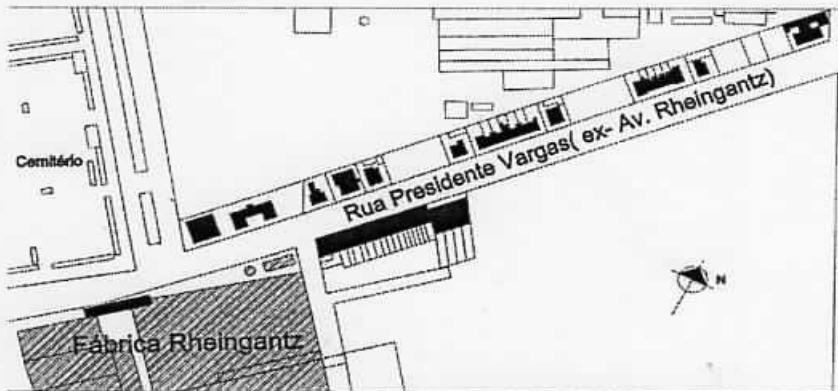 Cemitério
Rua Presidente Vargas( ex- Av. Rheingantz)
N
Fábrica Rheingantz